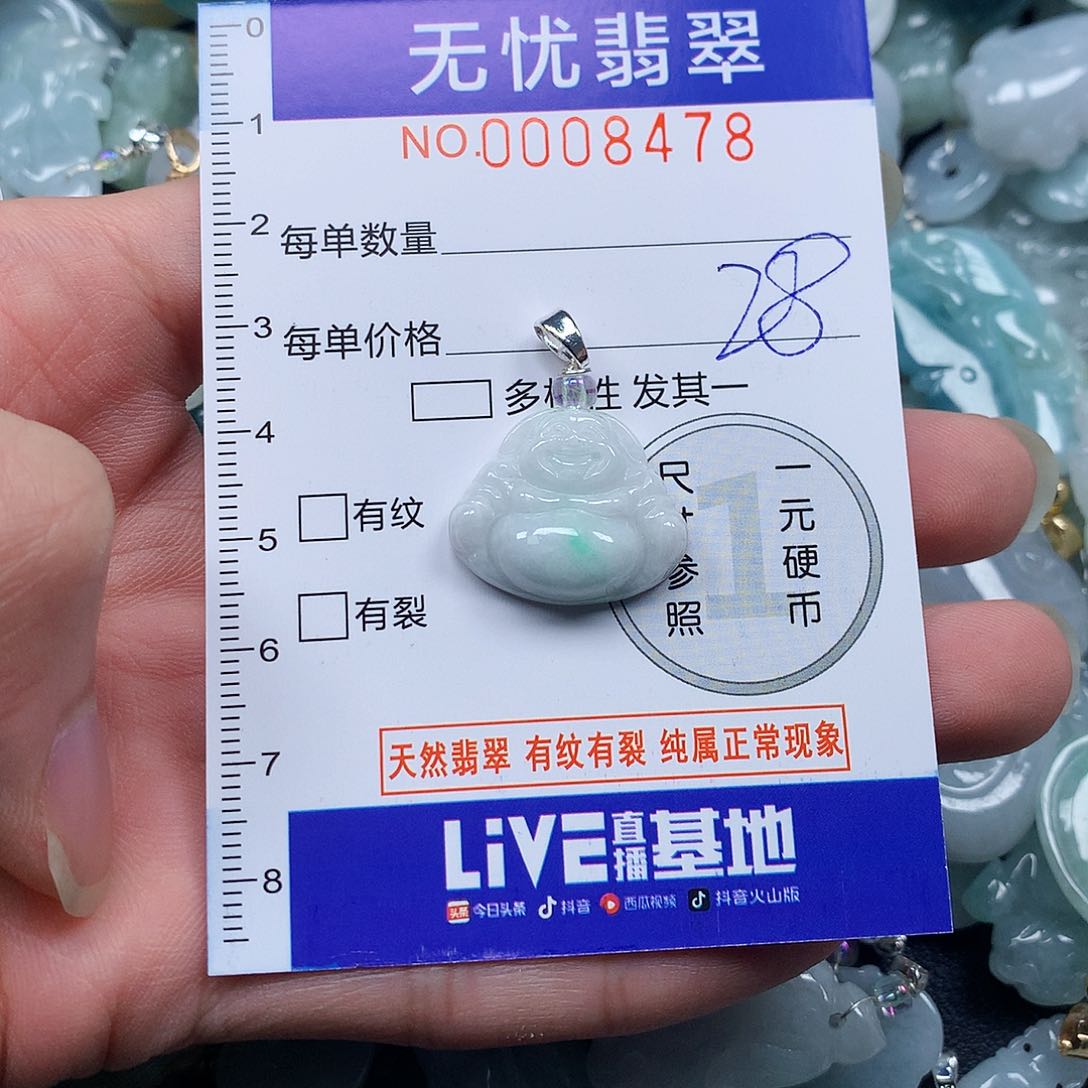 无忧翡翠
NO.0008478
0
1
2
3
4
5
6
7
8
每单数量
28
每单价格
多 性 发其一
有纹
有裂
尺
参
照
1
一元硬币
天然翡翠 有纹有裂 纯属正常现象
LiVE直播基地
头条 今日头条 抖音 西瓜视频 抖音火山版